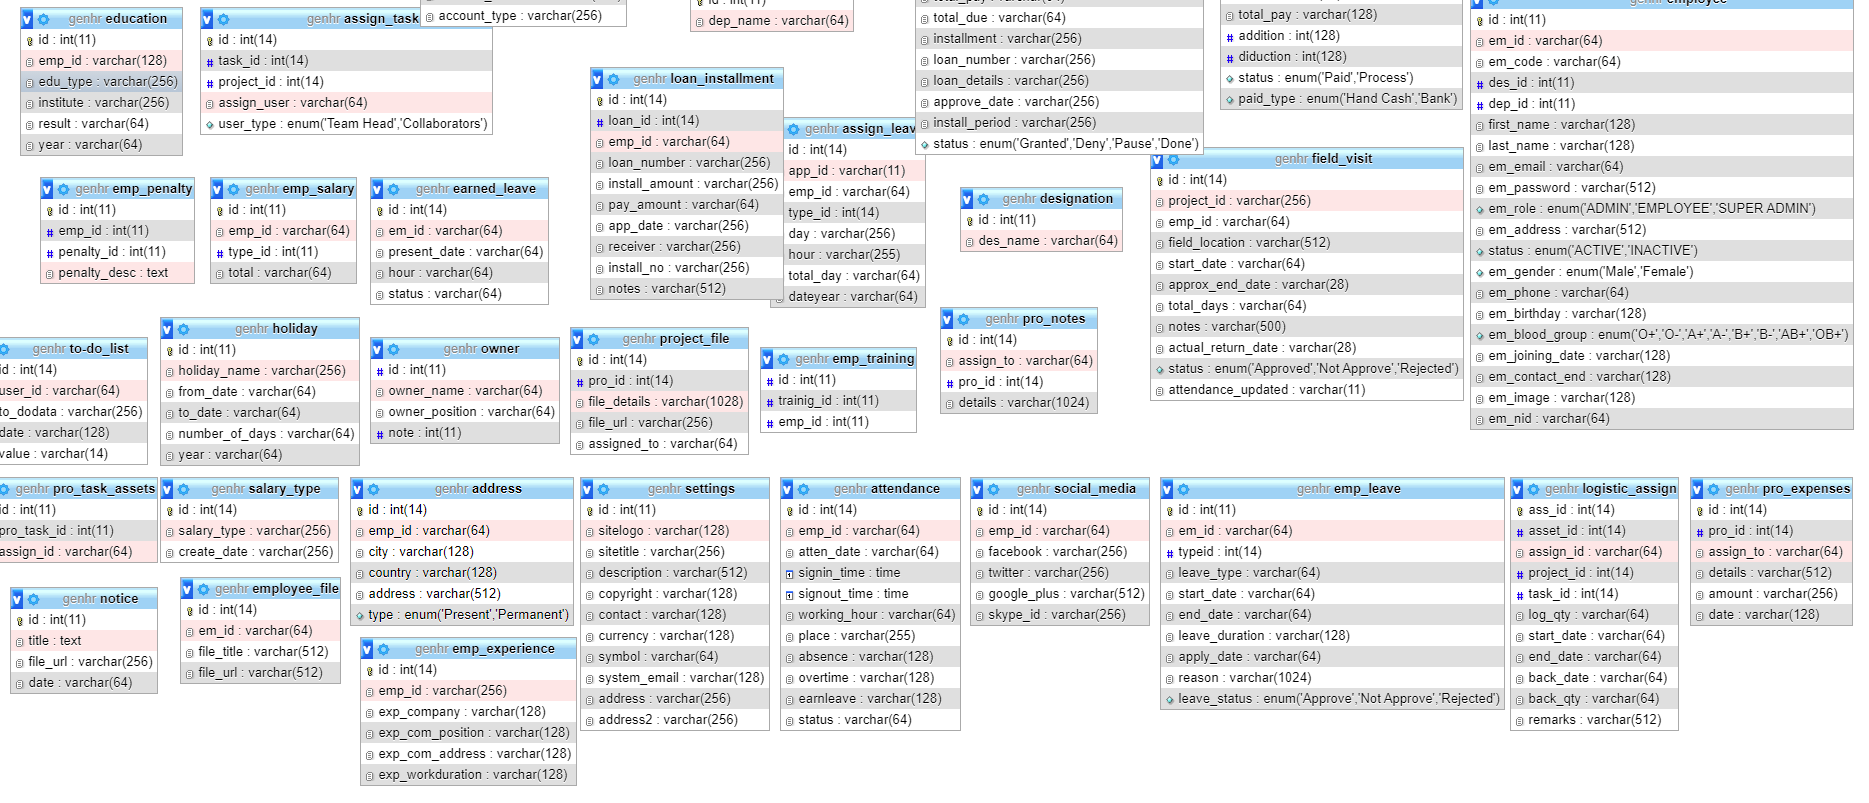 genhr education
id : int(11)
emp_id : varchar(128)
edu_type : varchar(256)
institute : varchar(256)
result : varchar(64)
year : varchar(64)
genhr assign_task
id : int(14)
task_id : int(14)
project_id : int(14)
assign_user : varchar(64)
user_type : enum('Team Head','Collaborators')
account_type : varchar(256)
dep_name : varchar(64)
total_due : varchar(64)
installment : varchar(256)
loan_number : varchar(256)
loan_details : varchar(256)
approve_date : varchar(256)
install_period : varchar(256)
status : enum('Granted','Deny','Pause','Done')
total_pay : varchar(128)
addition : int(128)
diduction : int(128)
status : enum('Paid','Process')
paid_type : enum('Hand Cash','Bank')
employee
id : int(11)
em_id : varchar(64)
em_code : varchar(64)
des_id : int(11)
dep_id : int(11)
first_name : varchar(128)
last_name : varchar(128)
em_email : varchar(64)
em_password : varchar(512)
em_role : enum('ADMIN','EMPLOYEE','SUPER ADMIN')
em_address : varchar(512)
status : enum('ACTIVE','INACTIVE')
em_gender : enum('Male','Female')
em_phone : varchar(64)
em_birthday : varchar(128)
em_blood_group : enum('O+','O-','A+','A-','B+','B-','AB+','OB+')
em_joining_date : varchar(128)
em_contact_end : varchar(128)
em_image : varchar(128)
em_nid : varchar(64)
genhr loan_installment
id : int(14)
loan_id : int(14)
emp_id : varchar(64)
loan_number : varchar(256)
install_amount : varchar(256)
pay_amount : varchar(64)
app_date : varchar(256)
receiver : varchar(256)
install_no : varchar(256)
notes : varchar(512)
genhr assign_leav
id : int(14)
app_id : varchar(11)
emp_id : varchar(64)
type_id : int(14)
day : varchar(256)
hour : varchar(255)
total_day : varchar(64)
dateyear : varchar(64)
genhr field_visit
id : int(14)
project_id : varchar(256)
emp_id : varchar(64)
field_location : varchar(512)
start_date : varchar(64)
approx_end_date : varchar(28)
total_days : varchar(64)
notes : varchar(500)
actual_return_date : varchar(28)
status : enum('Approved','Not Approve','Rejected')
attendance_updated : varchar(11)
genhr emp_penalty
id : int(11)
emp_id : int(11)
penalty_id : int(11)
penalty_desc : text
genhr emp_salary
id : int(11)
emp_id : varchar(64)
type_id : int(11)
total : varchar(64)
genhr earned_leave
id : int(14)
em_id : varchar(64)
present_date : varchar(64)
hour : varchar(64)
status : varchar(64)
genhr designation
id : int(11)
des_name : varchar(64)
genhr to-do_list
id : int(14)
user_id : varchar(64)
to_dodata : varchar(256)
date : varchar(128)
value : varchar(14)
genhr holiday
id : int(11)
holiday_name : varchar(256)
from_date : varchar(64)
to_date : varchar(64)
number_of_days : varchar(64)
year : varchar(64)
genhr owner
id : int(11)
owner_name : varchar(64)
owner_position : varchar(64)
note : int(11)
genhr project_file
id : int(14)
pro_id : int(14)
file_details : varchar(1028)
file_url : varchar(256)
assigned_to : varchar(64)
genhr emp_training
id : int(11)
trainig_id : int(11)
emp_id : int(11)
genhr pro_notes
id : int(14)
assign_to : varchar(64)
pro_id : int(14)
details : varchar(1024)
genhr pro_task_assets
id : int(11)
pro_task_id : int(11)
assign_id : varchar(64)
genhr salary_type
id : int(14)
salary_type : varchar(256)
create_date : varchar(256)
genhr address
id : int(14)
emp_id : varchar(64)
city : varchar(128)
country : varchar(128)
address : varchar(512)
type : enum('Present','Permanent')
genhr settings
id : int(11)
sitelogo : varchar(128)
sitetitle : varchar(256)
description : varchar(512)
copyright : varchar(128)
contact : varchar(128)
currency : varchar(128)
symbol : varchar(64)
system_email : varchar(128)
address : varchar(256)
address2 : varchar(256)
genhr attendance
id : int(14)
emp_id : varchar(64)
atten_date : varchar(64)
signin_time : time
signout_time : time
working_hour : varchar(64)
place : varchar(255)
absence : varchar(128)
overtime : varchar(128)
earnleave : varchar(128)
status : varchar(64)
genhr social_media
id : int(14)
emp_id : varchar(64)
facebook : varchar(256)
twitter : varchar(256)
google_plus : varchar(512)
skype_id : varchar(256)
genhr emp_leave
id : int(11)
em_id : varchar(64)
typeid : int(14)
leave_type : varchar(64)
start_date : varchar(64)
end_date : varchar(64)
leave_duration : varchar(128)
apply_date : varchar(64)
reason : varchar(1024)
leave_status : enum('Approve','Not Approve','Rejected')
genhr logistic_assign
ass_id : int(14)
asset_id : int(14)
assign_id : varchar(64)
project_id : int(14)
task_id : int(14)
log_qty : varchar(64)
start_date : varchar(64)
end_date : varchar(64)
back_date : varchar(64)
back_qty : varchar(64)
remarks : varchar(512)
genhr pro_expenses
id : int(14)
pro_id : int(14)
assign_to : varchar(64)
details : varchar(512)
amount : varchar(256)
date : varchar(128)
genhr notice
id : int(11)
title : text
file_url : varchar(256)
date : varchar(64)
genhr employee_file
id : int(14)
em_id : varchar(64)
file_title : varchar(512)
file_url : varchar(512)
genhr emp_experience
id : int(14)
emp_id : varchar(256)
exp_company : varchar(128)
exp_com_position : varchar(128)
exp_com_address : varchar(128)
exp_workduration : varchar(128)